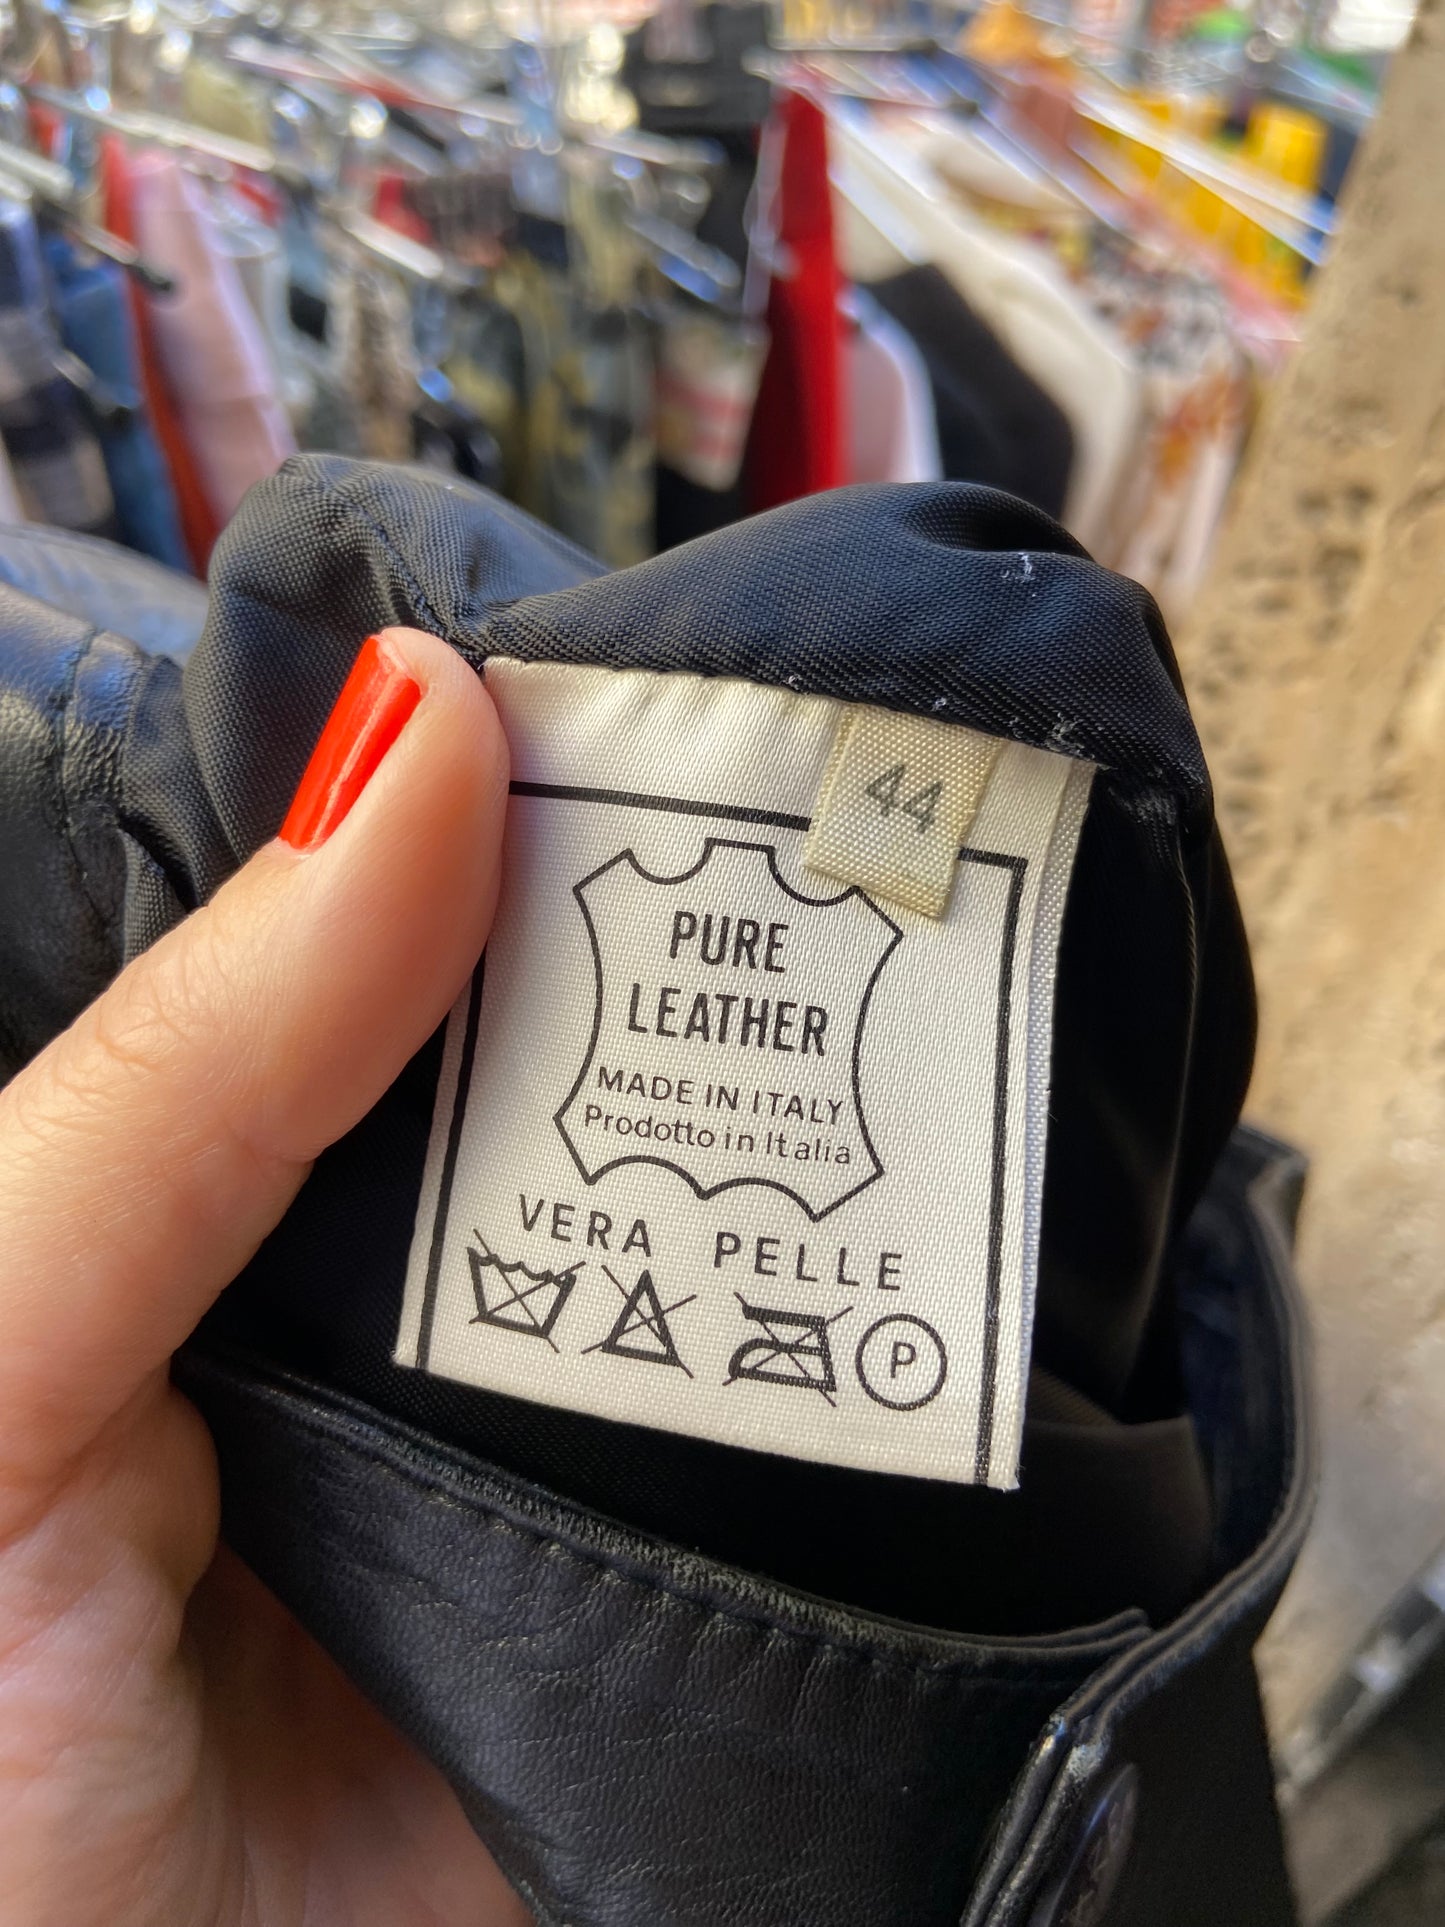 44
PURE
LEATHER
MADE IN ITALY
Prodotto in Italia
VERA PELLE
P